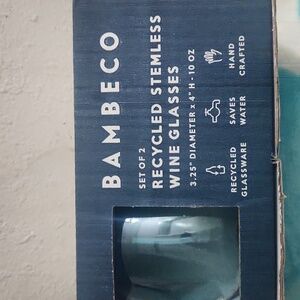 BAMBECO
SET OF 2
RECYCLED STEMLESS
WINE GLASSES
3.25" DIAMETER x 4" H - 10 OZ
RECYCLED
GLASSWARE
SAVES
WATER
HAND
CRAFTED